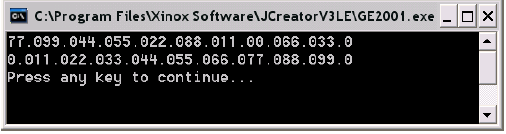 C:\Program Files\Xinox Software\JCreatorV3LE\GE2001.exe
77.099.044.055.022.088.011.00.066.033.0
0.011.022.033.044.055.066.077.088.099.0
Press any key to continue...